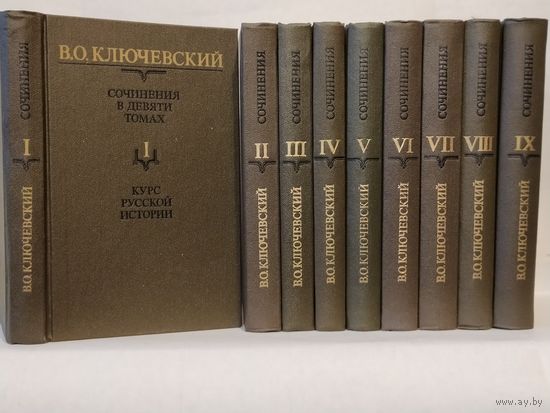 СОЧИНЕНИЯ
I
В.О.КЛЮЧЕВСКИЙ
В.О. КЛЮЧЕВСКИЙ
СОЧИНЕНИЯ
В ДЕВЯТИ
ТОМАХ
I
КУРС
РУССКОЙ
ИСТОРИИ
СОЧИНЕНИЯ
II
В.О.КЛЮЧЕВСКИЙ
СОЧИНЕНИЯ
III
В.О.КЛЮЧЕВСКИЙ
СОЧИНЕНИЯ
IV
В.О.КЛЮЧЕВСКИЙ
СОЧИНЕНИЯ
V
В.О.КЛЮЧЕВСКИЙ
СОЧИНЕНИЯ
VI
В.О.КЛЮЧЕВСКИЙ
СОЧИНЕНИЯ
VII
В.О.КЛЮЧЕВСКИЙ
СОЧИНЕНИЯ
VIII
В.О.КЛЮЧЕВСКИЙ
СОЧИНЕНИЯ
IX
В.О.КЛЮЧЕВСКИЙ
© ay.by